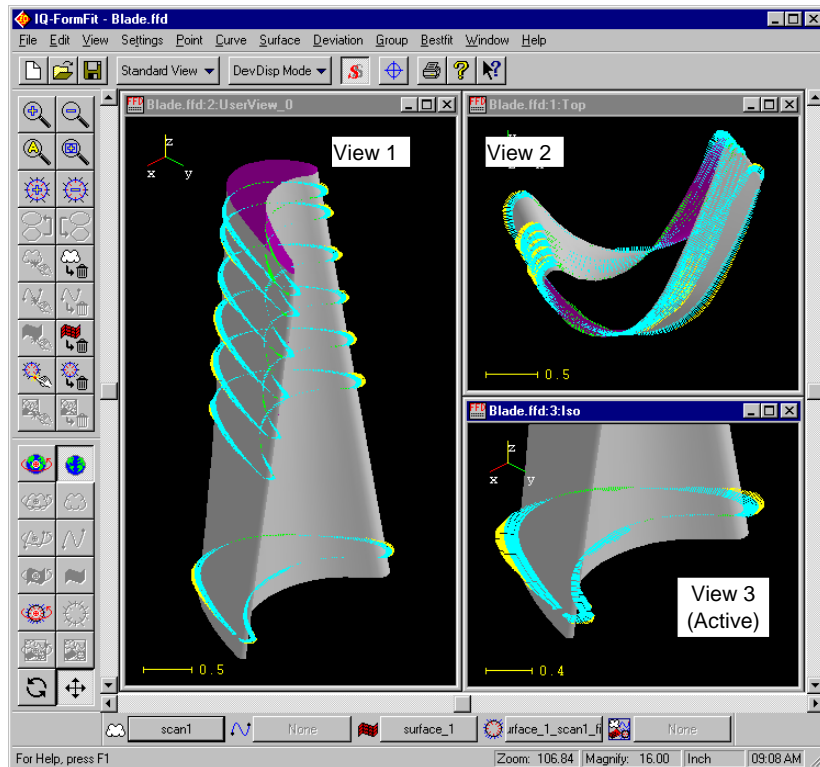 IQ-FormFit - Blade.ffd
File Edit View Settings Point Curve Surface Deviation Group Bestfit Window Help
Standard View DevDisp Mode
Blade.ffd:2:UserView_0
View 1
z
x y
0.5
Blade.ffd:1:Top
View 2
0.5
Blade.ffd:3:Iso
z
x y
View 3
(Active)
0.4
scan1 None surface_1 urface_1_scan1_fi None
For Help, press F1 Zoom: 106.84 Magnify: 16.00 Inch 09:08 AM